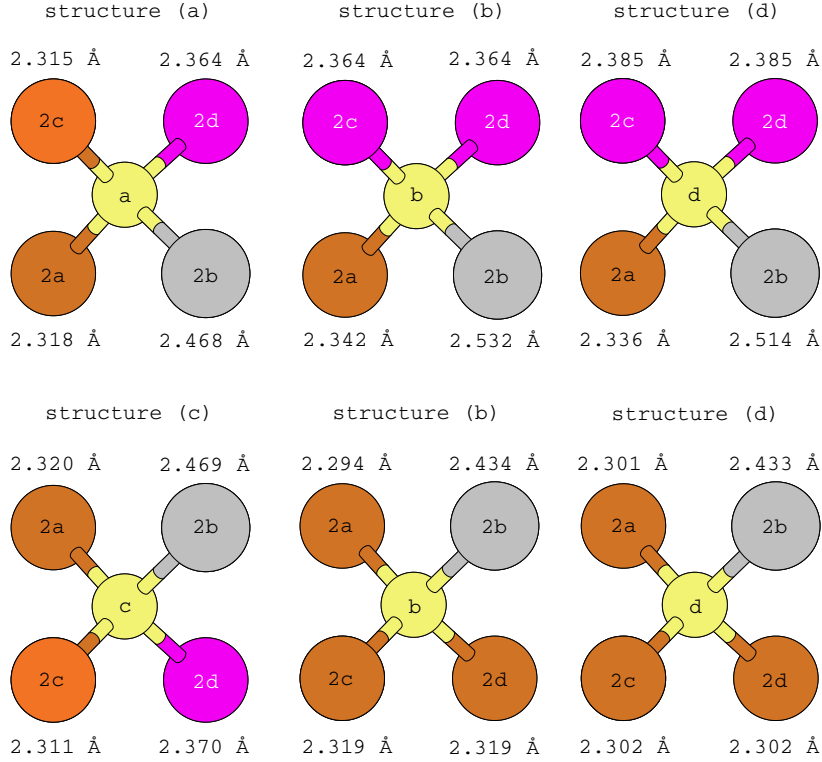 structure (a) structure (b) structure (d)
2.315 Å 2.364 Å 2.364 Å 2.364 Å 2.385 Å 2.385 Å
2c 2d 2c 2d 2c 2d
a b d
2a 2b 2a 2b 2a 2b
2.318 Å 2.468 Å 2.342 Å 2.532 Å 2.336 Å 2.514 Å
structure (c) structure (b) structure (d)
2.320 Å 2.469 Å 2.294 Å 2.434 Å 2.301 Å 2.433 Å
2a 2b 2a 2b 2a 2b
c b d
2c 2d 2c 2d 2c 2d
2.311 Å 2.370 Å 2.319 Å 2.319 Å 2.302 Å 2.302 Å